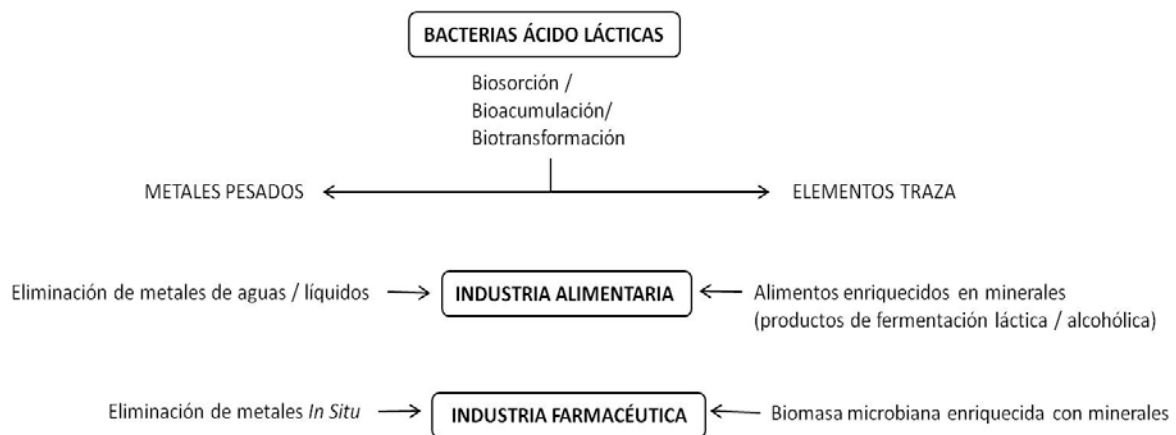 BACTERIAS ÁCIDO LÁCTICAS
Biosorción /
Bioacumulación/
Biotransformación
METALES PESADOS
ELEMENTOS TRAZA
Eliminación de metales de aguas / líquidos
INDUSTRIA ALIMENTARIA
Alimentos enriquecidos en minerales
(productos de fermentación láctica / alcohólica)
Eliminación de metales In Situ
INDUSTRIA FARMACÉUTICA
Biomasa microbiana enriquecida con minerales